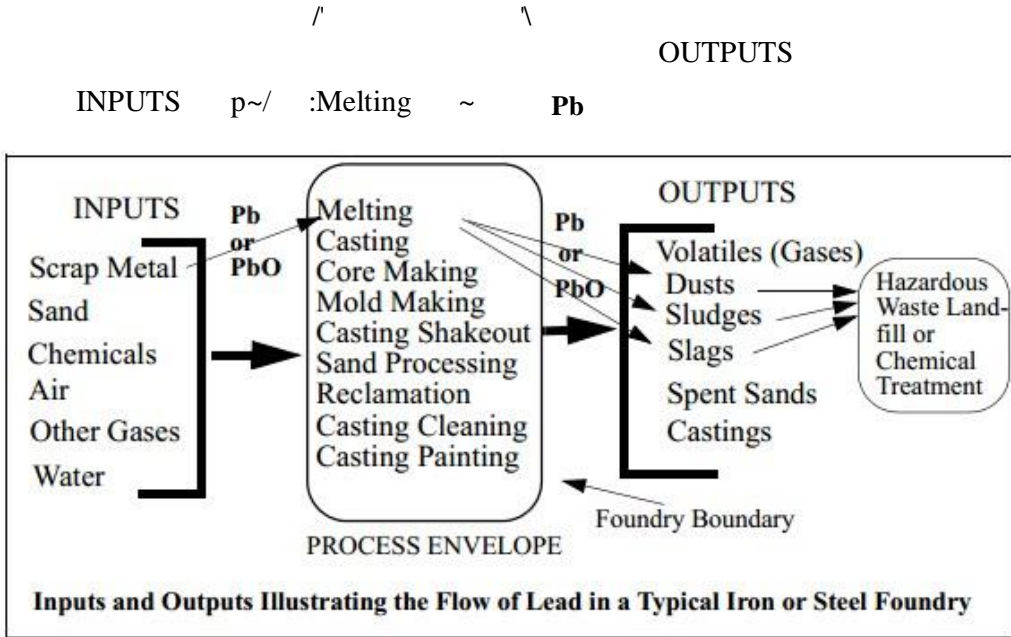 /' '\
OUTPUTS
INPUTS p~/ :Melting ~ Pb
INPUTS
Scrap Metal
Sand
Chemicals
Air
Other Gases
Water
Pb
or
PbO
Melting
Casting
Core Making
Mold Making
Casting Shakeout
Sand Processing
Reclamation
Casting Cleaning
Casting Painting
PROCESS ENVELOPE
Pb
or
PbO
OUTPUTS
Volatiles (Gases)
Dusts
Sludges
Slags
Spent Sands
Castings
Hazardous
Waste Land-
fill or
Chemical
Treatment
Foundry Boundary
Inputs and Outputs Illustrating the Flow of Lead in a Typical Iron or Steel Foundry